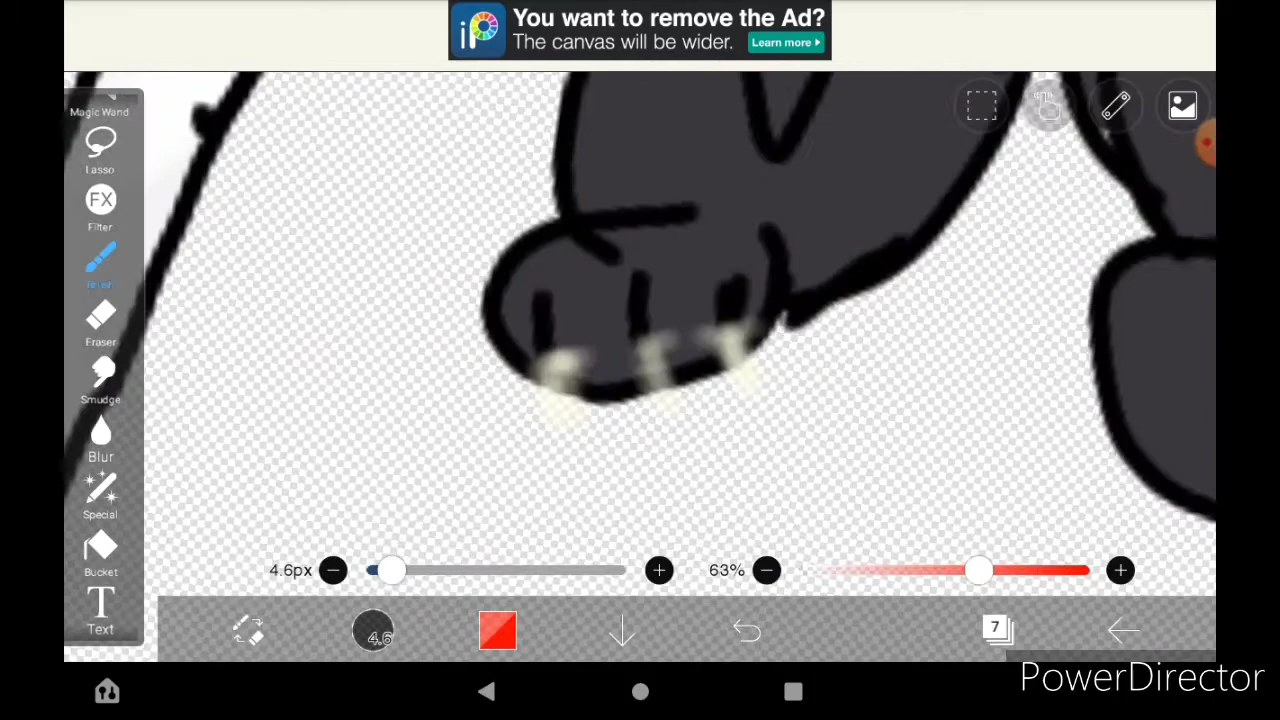 iP
You want to remove the Ad?
The canvas will be wider.
Learn more
Magic Wand
Lasso
FX
Filter
Brush
Eraser
Smudge
Blur
Special
Bucket
T
Text
4.6px
63%
4.6
7
PowerDirector